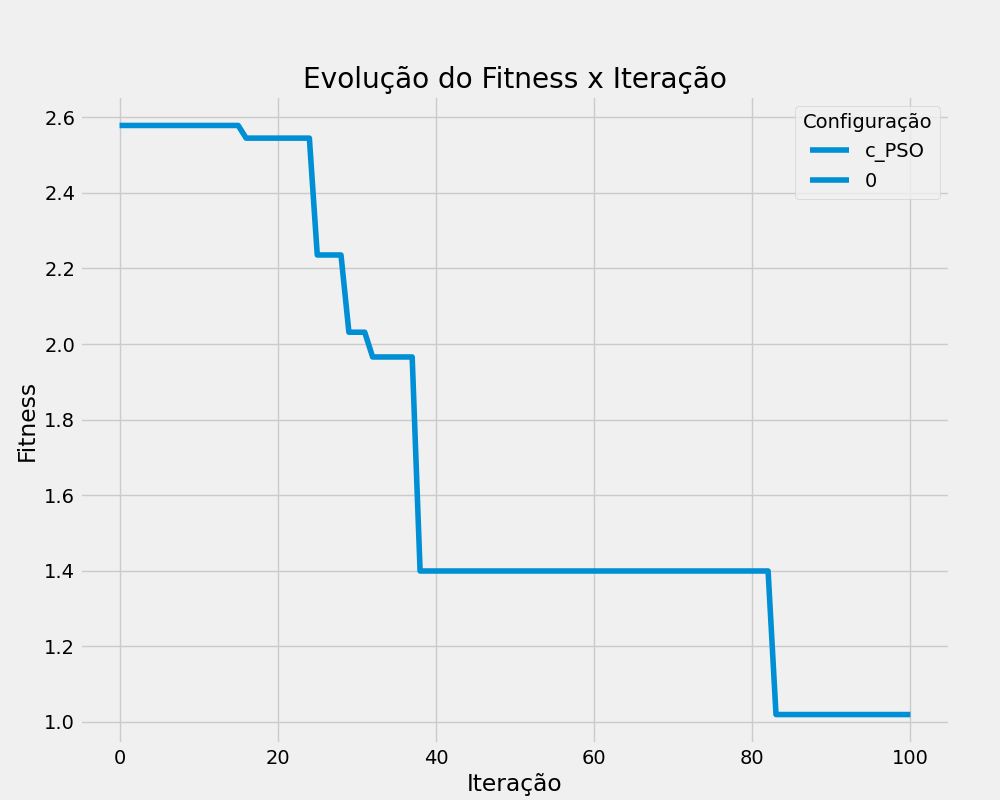 Evolução do Fitness x Iteração
Configuração
c_PSO
0
Fitness
2.6
2.4
2.2
2.0
1.8
1.6
1.4
1.2
1.0
0 20 40 60 80 100
Iteração